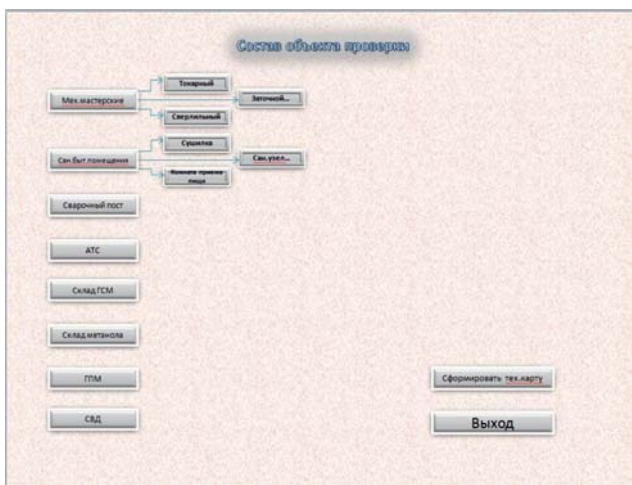 Состав объекта проверки
Токарный
Мех.мастерские
Заточной...
Сверлильный
Сушилка
Сан.быт.помещения
Сан.узел...
Комната приема
пищи
Сварочный пост
АТС
Склад ГСМ
Склад метанола
ГПМ
Сформировать тех.карту
СВД
Выход